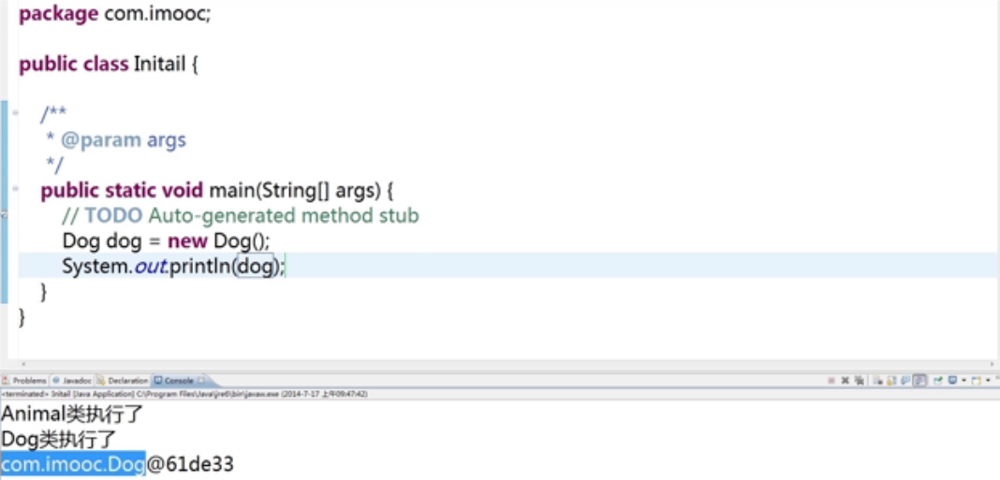 package com.imooc;
public class Initail {
/**
* @param args
*/
public static void main(String[] args) {
// TODO Auto-generated method stub
Dog dog = new Dog();
System.out.println(dog);
}
}
Problems @ Javadoc Declaration Console
<terminated> Initail [Java Application] C:\Program Files\Java\jre6\bin\javaw.exe (2014-7-17 上午09:47:42)
Animal类执行了
Dog类执行了
com.imooc.Dog@61de33